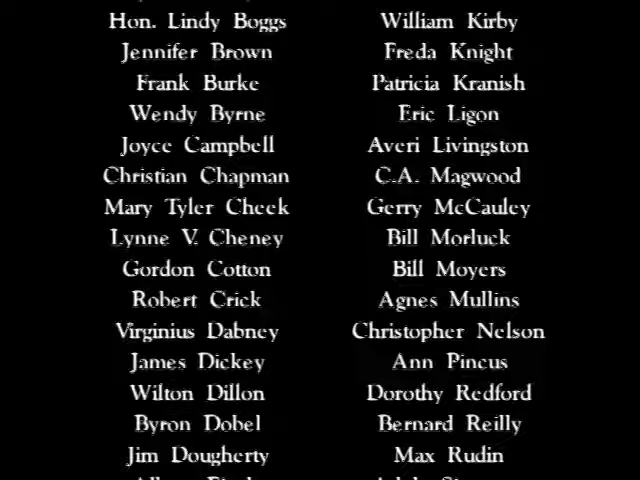 Hon. Lindy Boggs
Jennifer Brown
Frank Burke
Wendy Byrne
Joyce Campbell
Christian Chapman
Mary Tyler Cheek
Lynne V. Cheney
Gordon Cotton
Robert Crick
Virginius Dabney
James Dickey
Wilton Dillon
Byron Dobel
Jim Dougherty
William Kirby
Freda Knight
Patricia Kranish
Eric Ligon
Averi Livingston
C.A. Magwood
Gerry McCauley
Bill Morluck
Bill Moyers
Agnes Mullins
Christopher Nelson
Ann Pincus
Dorothy Redford
Bernard Reilly
Max Rudin